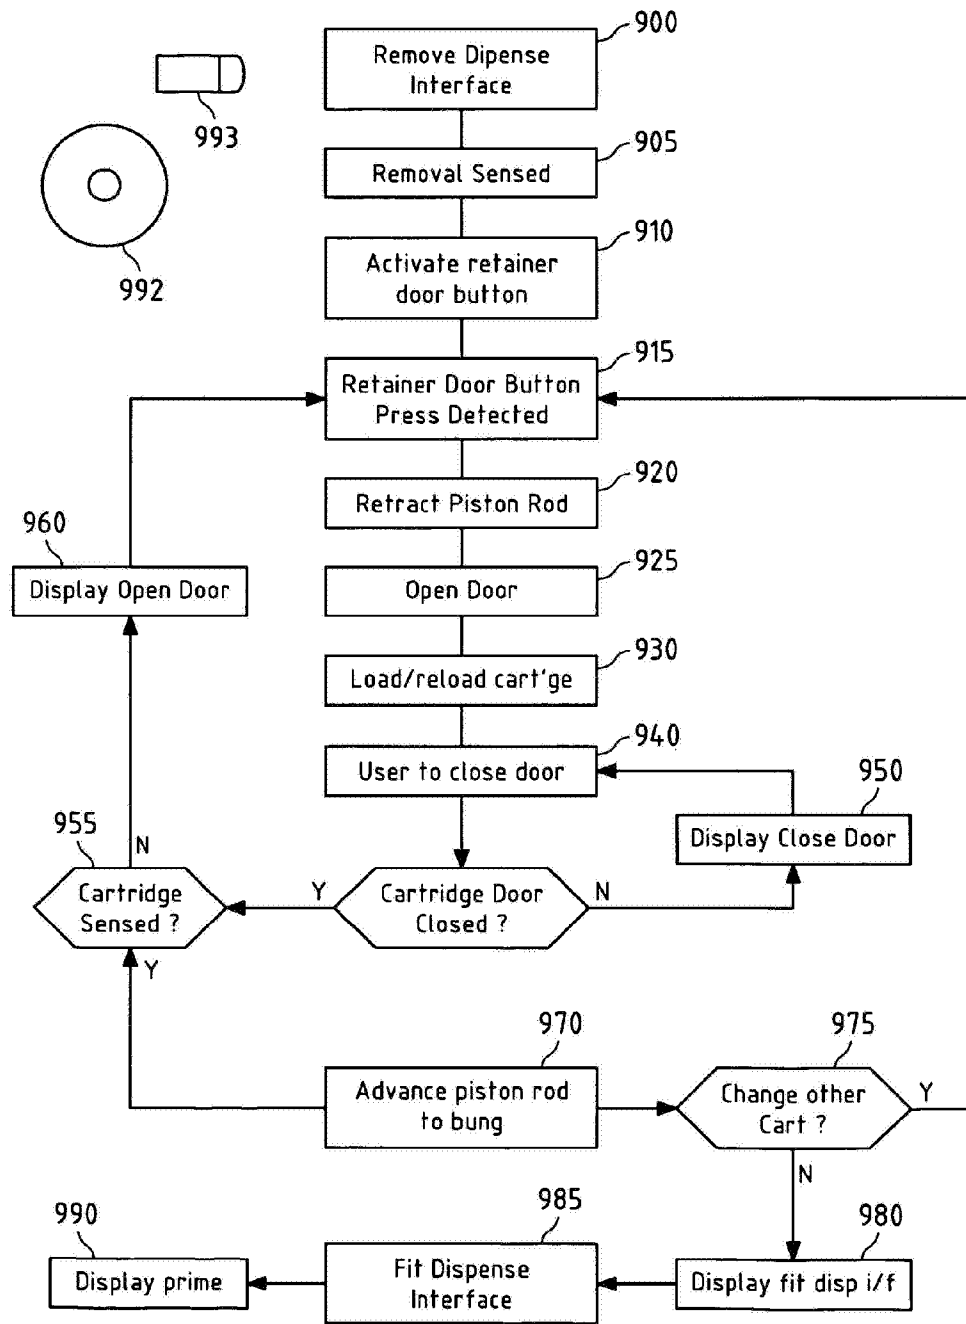 900
Remove Dipense
Interface
993
905
Removal Sensed
910
Activate retainer
door button
992
915
Retainer Door Button
Press Detected
920
Retract Piston Rod
960
Display Open Door
925
Open Door
930
Load/reload cart'ge
940
User to close door
950
Display Close Door
955
N
Cartridge
Sensed ?
Y
Y
Cartridge Door
Closed ?
N
970
Advance piston rod
to bung
975
Change other
Cart ?
Y
N
980
Display fit disp i/f
985
Fit Dispense
Interface
990
Display prime